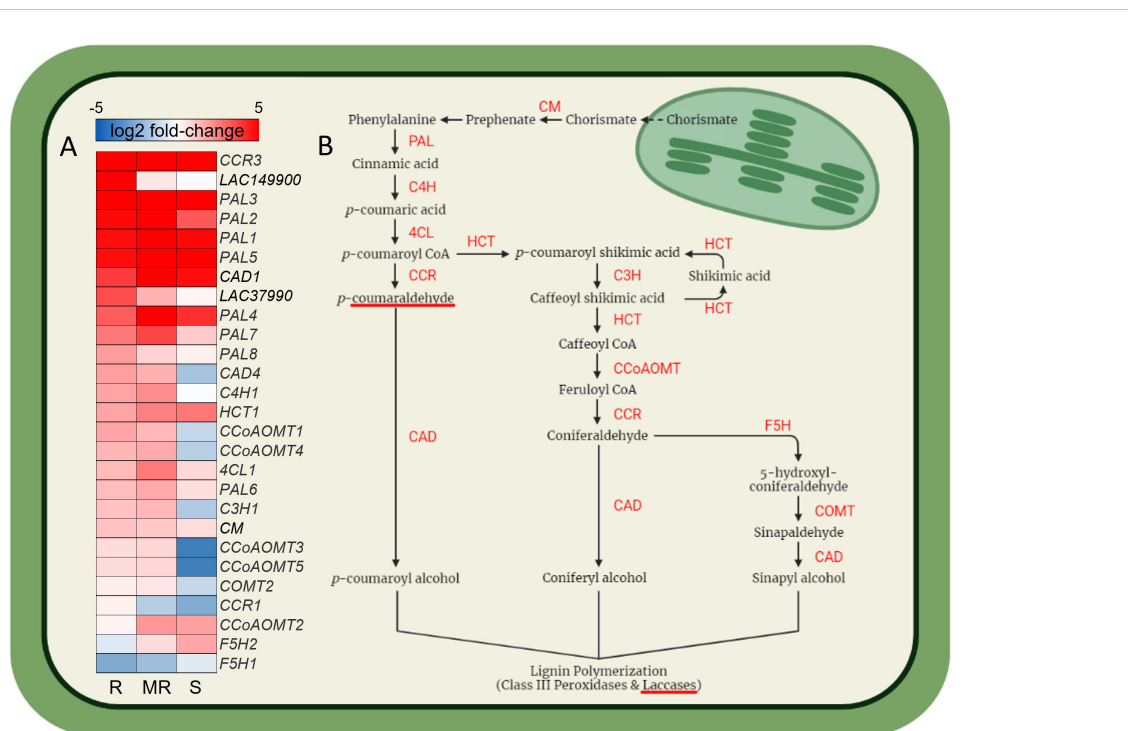 -5 5
log2 fold-change
A
CCR3
LAC149900
PAL3
PAL2
PAL1
PAL5
CAD1
LAC37990
PAL4
PAL7
PAL8
CAD4
C4H1
HCT1
CCoAOMT1
CCoAOMT4
4CL1
PAL6
C3H1
CM
CCoAOMT3
CCoAOMT5
COMT2
CCR1
CCoAOMT2
F5H2
F5H1
R MR S
B
CM
Phenylalanine Prephenate Chorismate Chorismate
PAL
Cinnamic acid
C4H
p-coumaric acid
4CL
p-coumaroyl CoA HCT p-coumaroyl shikimic acid HCT
CCR C3H Shikimic acid
p-coumaraldehyde Caffeoyl shikimic acid
HCT HCT
Caffeoyl CoA
CCoAOMT
Feruloyl CoA
CCR
Coniferaldehyde F5H
CAD
5-hydroxyl-
coniferaldehyde
CAD COMT
Sinapaldehyde
CAD
p-coumaroyl alcohol Coniferyl alcohol Sinapyl alcohol
Lignin Polymerization
(Class III Peroxidases & Laccases)